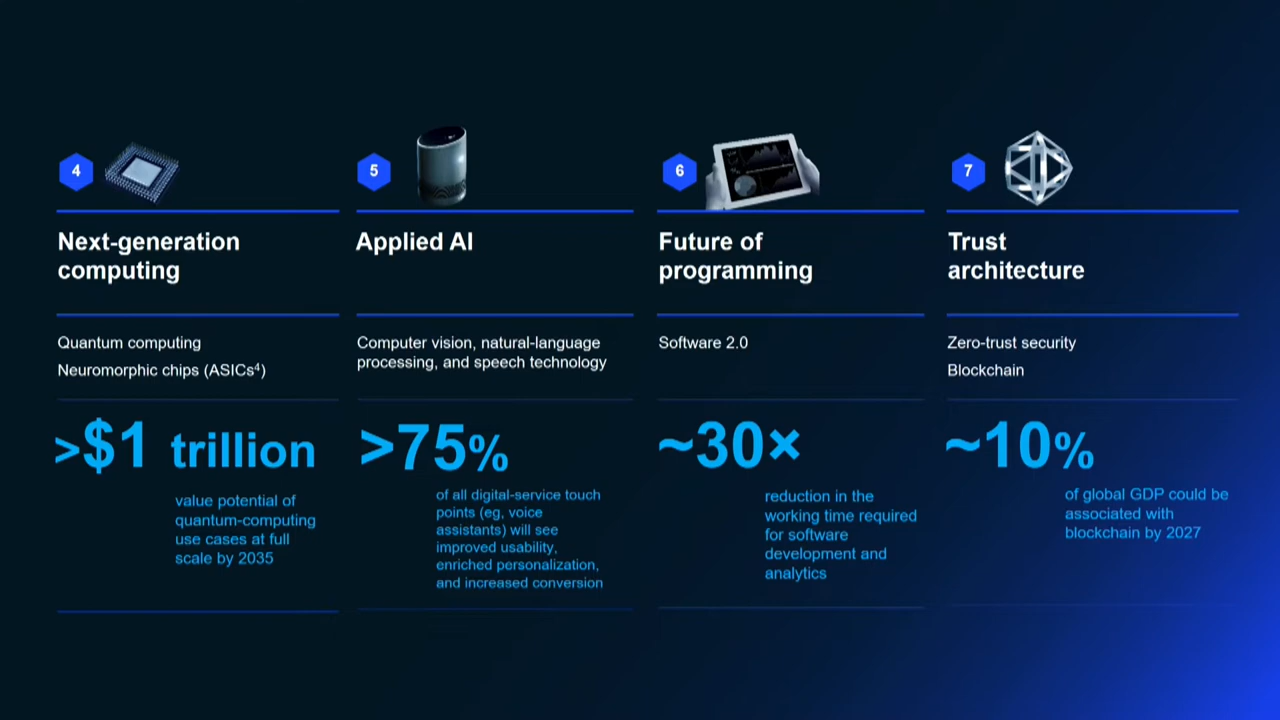 4
Next-generation
computing
Quantum computing
Neuromorphic chips (ASICs⁴)
>$1 trillion
value potential of
quantum-computing
use cases at full
scale by 2035
5
Applied AI
Computer vision, natural-language
processing, and speech technology
>75%
of all digital-service touch
points (eg, voice
assistants) will see
improved usability,
enriched personalization,
and increased conversion
6
Future of
programming
Software 2.0
~30×
reduction in the
working time required
for software
development and
analytics
7
Trust
architecture
Zero-trust security
Blockchain
~10%
of global GDP could be
associated with
blockchain by 2027